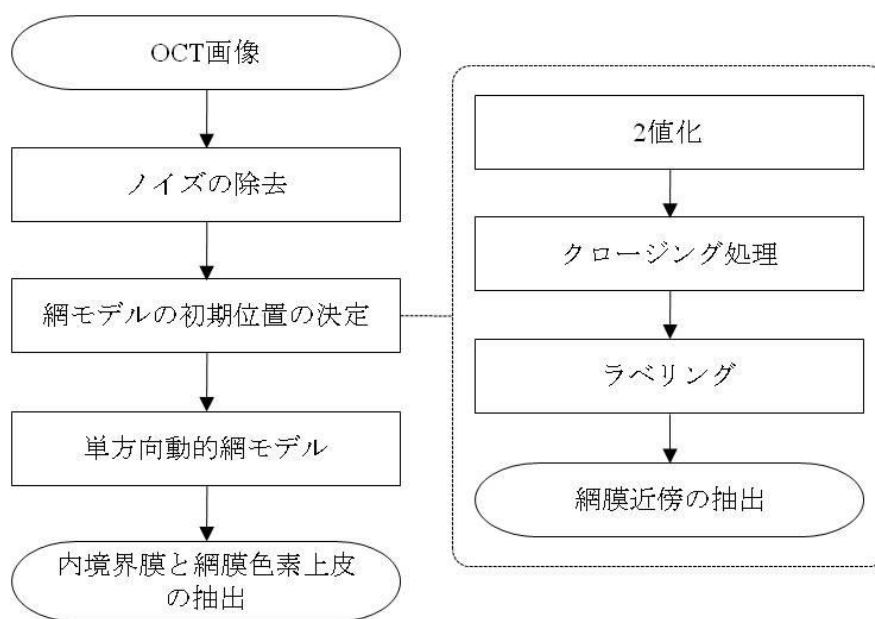 OCT画像
ノイズの除去
網モデルの初期位置の決定
単方向動的網モデル
内境界膜と網膜色素上皮
の抽出
2値化
クロージング処理
ラベリング
網膜近傍の抽出